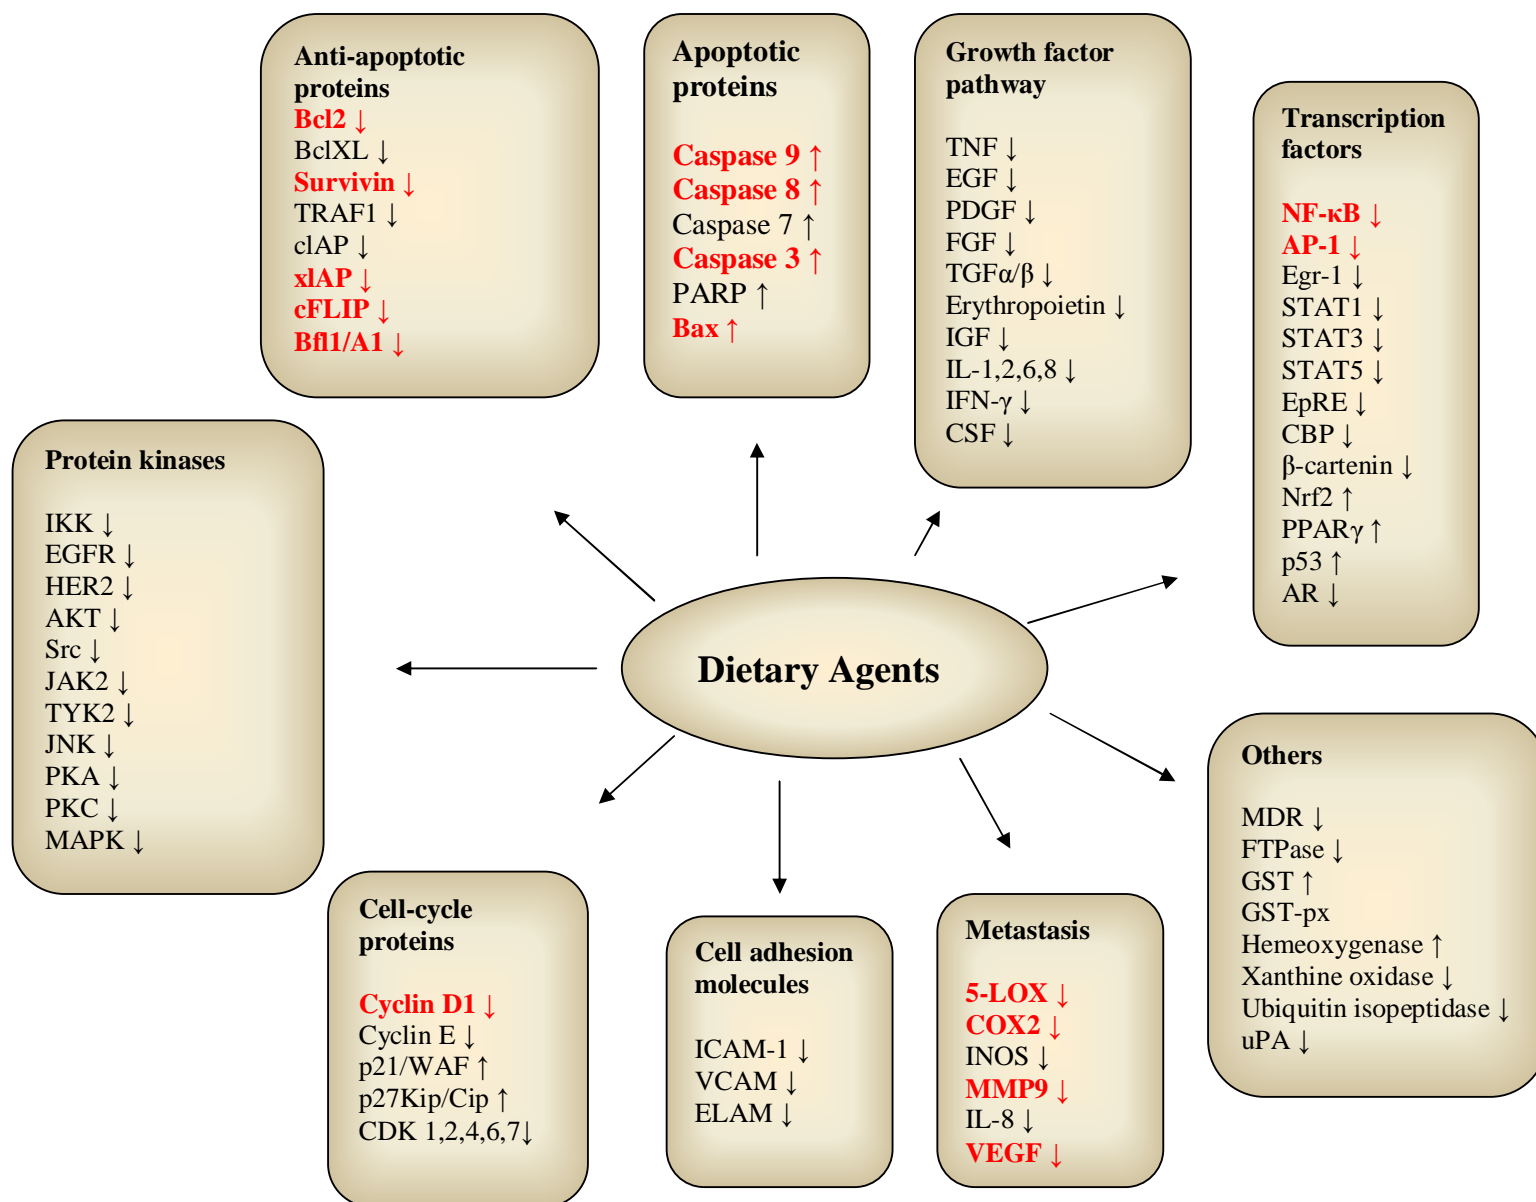 Anti-apoptotic
proteins
Bcl2 ↓
BclXL ↓
Survivin ↓
TRAF1 ↓
clAP ↓
xlAP ↓
cFLIP ↓
Bfl1/A1 ↓
Apoptotic
proteins
Caspase 9 ↑
Caspase 8 ↑
Caspase 7 ↑
Caspase 3 ↑
PARP ↑
Bax ↑
Growth factor
pathway
TNF ↓
EGF ↓
PDGF ↓
FGF ↓
TGFα/β ↓
Erythropoietin ↓
IGF ↓
IL-1,2,6,8 ↓
IFN-γ ↓
CSF ↓
Transcription
factors
NF-κB ↓
AP-1 ↓
Egr-1 ↓
STAT1 ↓
STAT3 ↓
STAT5 ↓
EpRE ↓
CBP ↓
β-cartenin ↓
Nrf2 ↑
PPARγ ↑
p53 ↑
AR ↓
Protein kinases
IKK ↓
EGFR ↓
HER2 ↓
AKT ↓
Src ↓
JAK2 ↓
TYK2 ↓
JNK ↓
PKA ↓
PKC ↓
MAPK ↓
Dietary Agents
Others
MDR ↓
FTPase ↓
GST ↑
GST-px
Hemeoxygenase ↑
Xanthine oxidase ↓
Ubiquitin isopeptidase ↓
uPA ↓
Cell-cycle
proteins
Cyclin D1 ↓
Cyclin E ↓
p21/WAF ↑
p27Kip/Cip ↑
CDK 1,2,4,6,7↓
Cell adhesion
molecules
ICAM-1 ↓
VCAM ↓
ELAM ↓
Metastasis
5-LOX ↓
COX2 ↓
INOS ↓
MMP9 ↓
IL-8 ↓
VEGF ↓